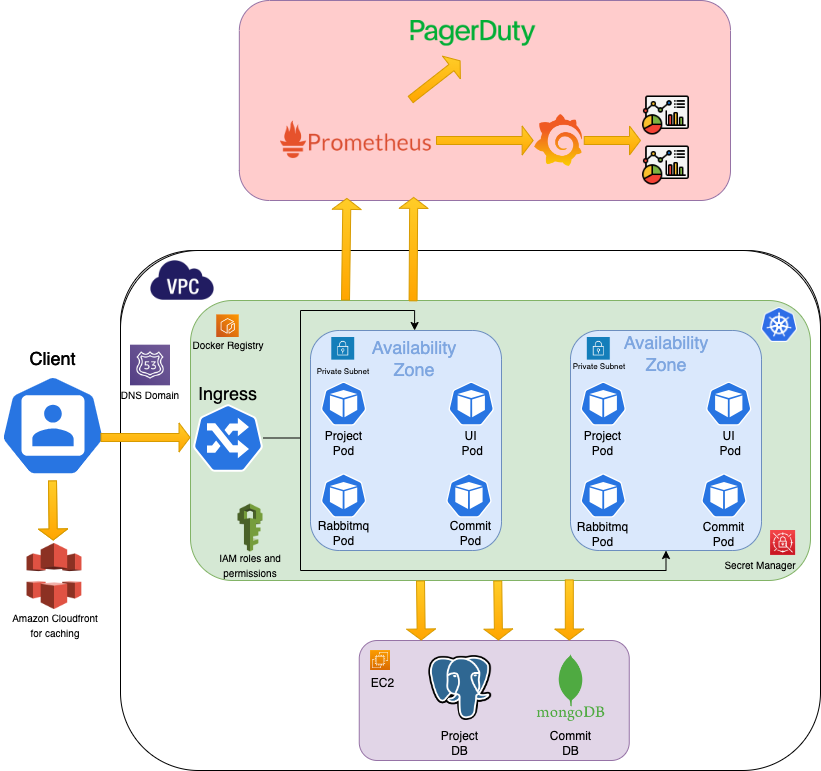 PagerDuty
Prometheus
VPC
Docker Registry
Client
53
DNS Domain
Ingress
Private Subnet
Availability
Zone
Project
Pod
UI
Pod
Rabbitmq
Pod
Commit
Pod
Private Subnet
Availability
Zone
Project
Pod
UI
Pod
Rabbitmq
Pod
Commit
Pod
IAM roles and
permissions
Secret Manager
Amazon Cloudfront
for caching
EC2
mongoDB
Project
DB
Commit
DB